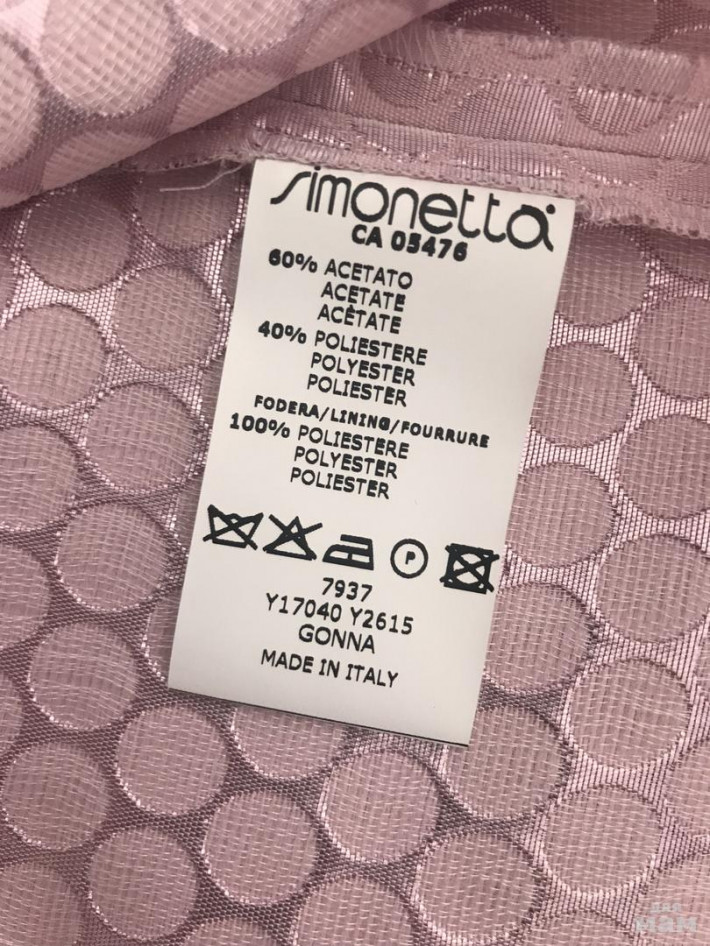 simonetta
CA 05476
60% ACETATO
ACETATE
ACÈTATE
40% POLIESTERE
POLYESTER
POLIESTER
FODERA/LINING/FOURRURE
100% POLIESTERE
POLYESTER
POLIESTER
P
7937
Y17040 Y2615
GONNA
MADE IN ITALY